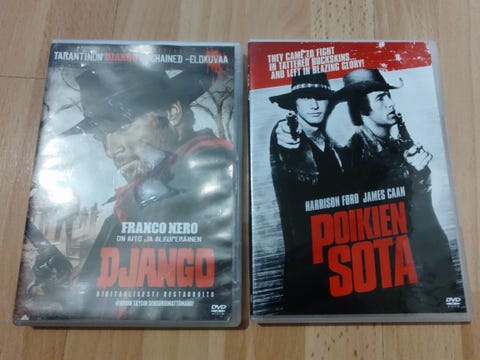 TARANTINON DJANGO UNCHAINED -ELOKUVAA
FRANCO NERO
ON AITO JA ALKUPERÄINEN
DJANGO
DIGITAALISESTI RESTAUROITU
DVD
THEY CAME TO FIGHT
IN TATTERED BUCKSKINS...
AND LEFT IN BLAZING GLORY!
HARRISON FORD JAMES CAAN
POIKIEN
SOTA
DVD